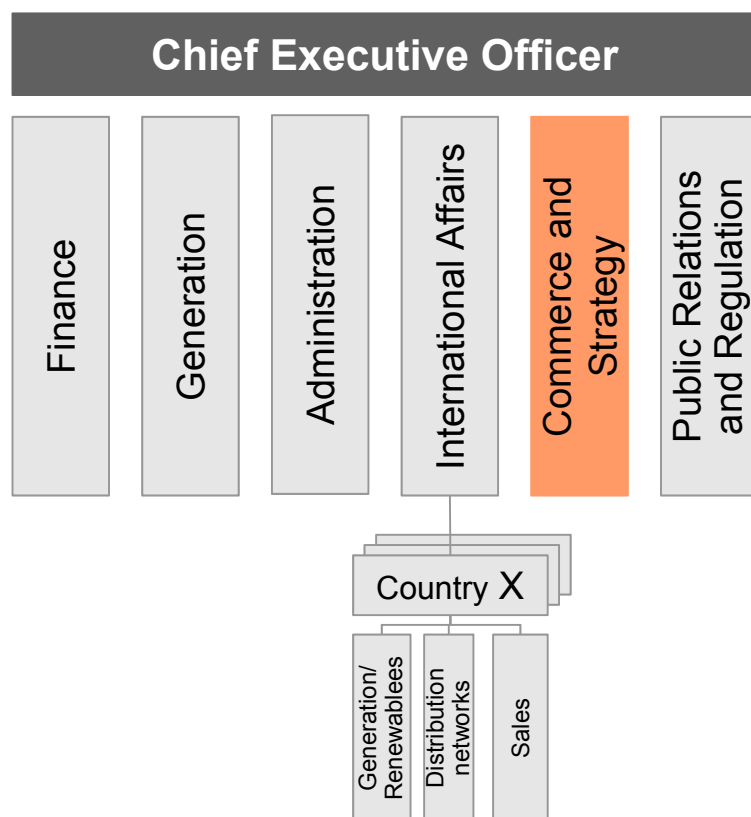 Chief Executive Officer
Finance
Generation
Administration
International Affairs
Commerce and
Strategy
Public Relations
and Regulation
Country X
Generation/
Renewablees
Distribution
networks
Sales